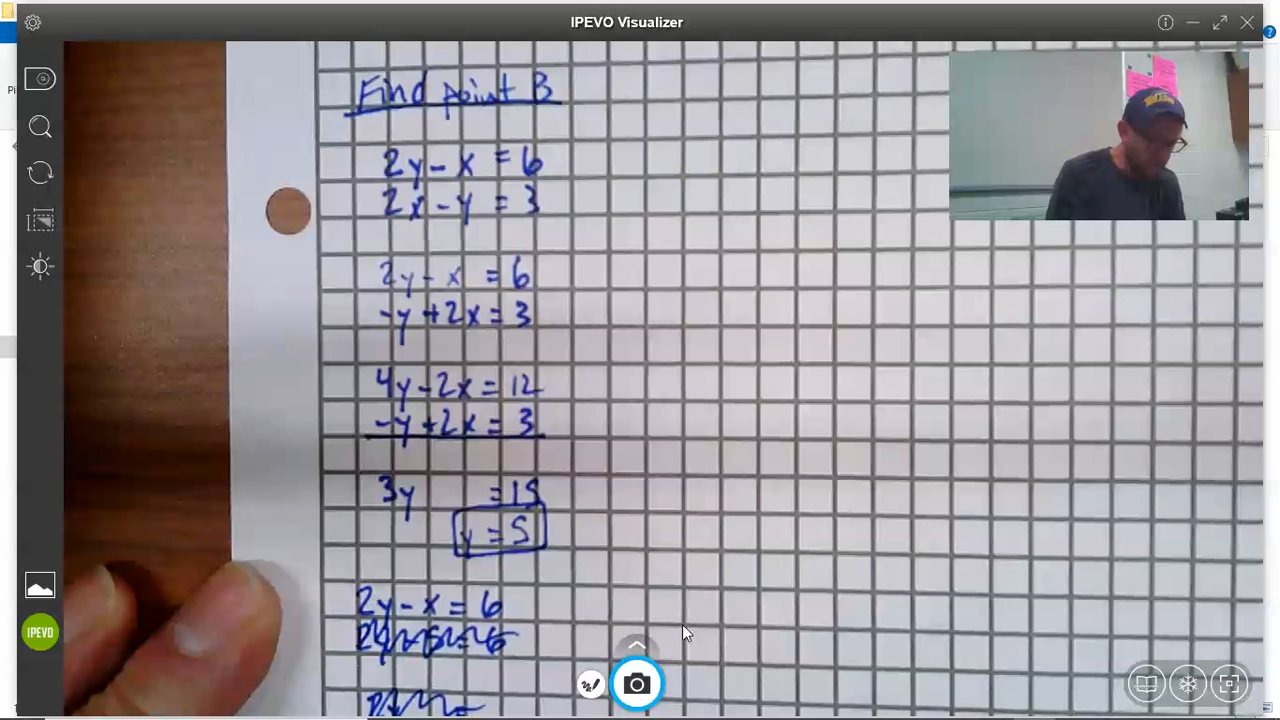 IPEVO Visualizer
Find point B
2y - x = 6
2x - y = 3
2y - x = 6
-y + 2x = 3
4y - 2x = 12
-y + 2x = 3
3y = 15
y = 5
2y - x = 6
IPEVO